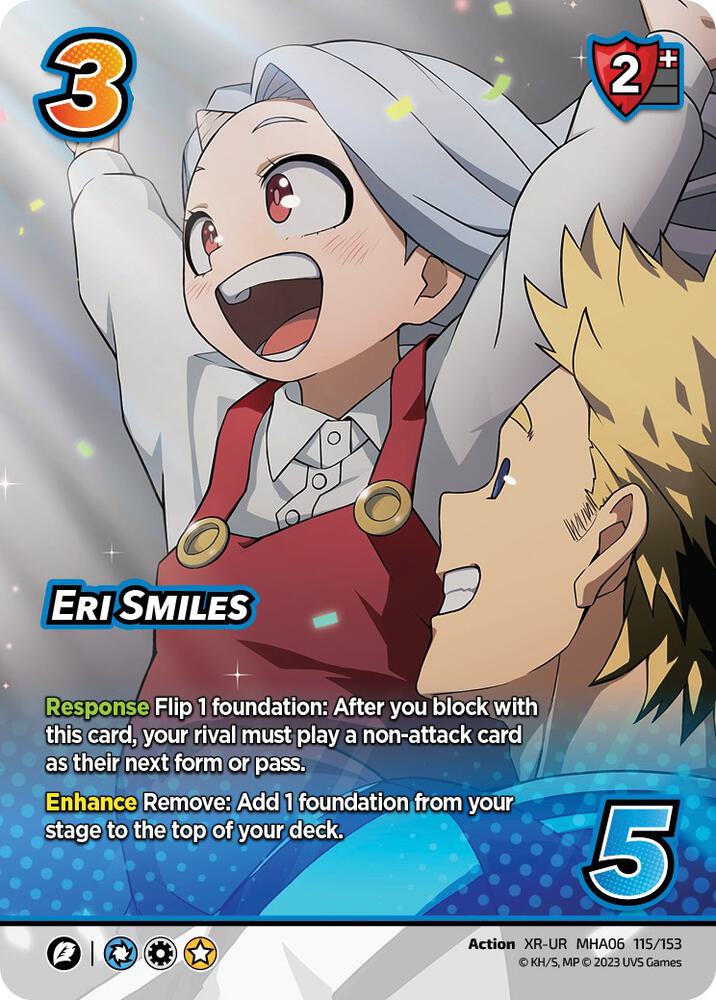 3
2+
ERI SMILES
Response Flip 1 foundation: After you block with
this card, your rival must play a non-attack card
as their next form or pass.
Enhance Remove: Add 1 foundation from your
stage to the top of your deck.
5
Action XR-UR MHA06 115/153
© KH/S, MP © 2023 UVS Games